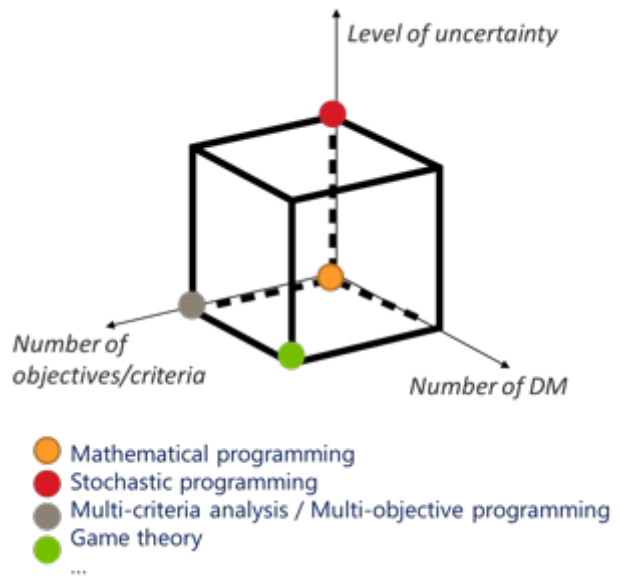 Level of uncertainty
Number of
objectives/criteria
Number of DM
Mathematical programming
Stochastic programming
Multi-criteria analysis / Multi-objective programming
Game theory
...